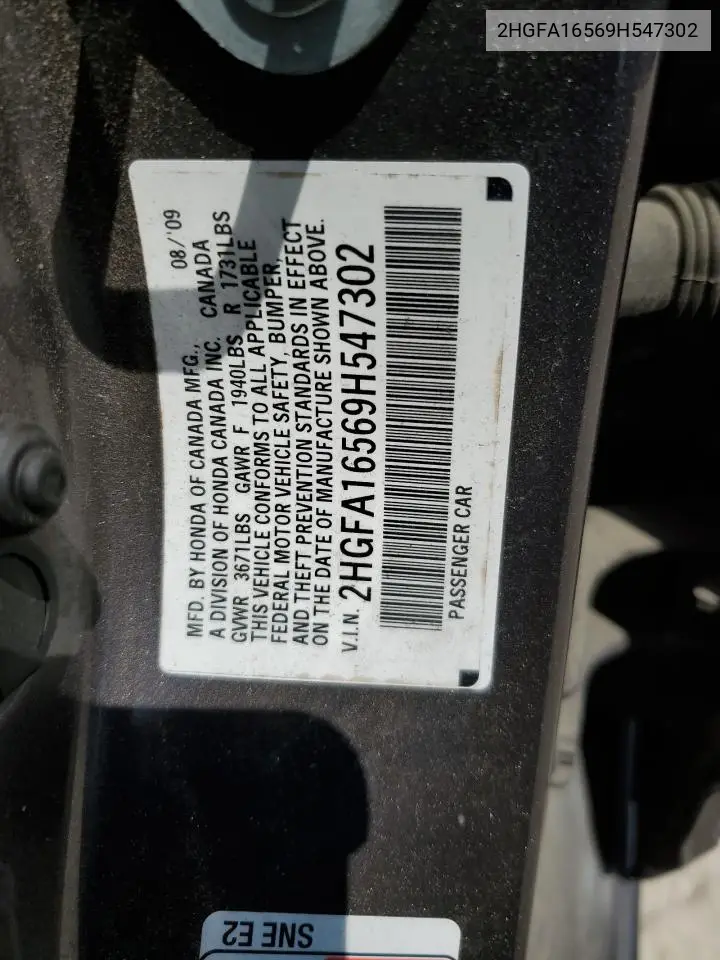 2HGFA16569H547302
MFD. BY HONDA OF CANADA MFG., 08/'09
A DIVISION OF HONDA CANADA INC. CANADA
GVWR 3671LBS GAWR F 1940LBS R 1731LBS
THIS VEHICLE CONFORMS TO ALL APPLICABLE
FEDERAL MOTOR VEHICLE SAFETY, BUMPER,
AND THEFT PREVENTION STANDARDS IN EFFECT
ON THE DATE OF MANUFACTURE SHOWN ABOVE.
V.I.N. 2HGFA16569H547302
PASSENGER CAR
SNE E2